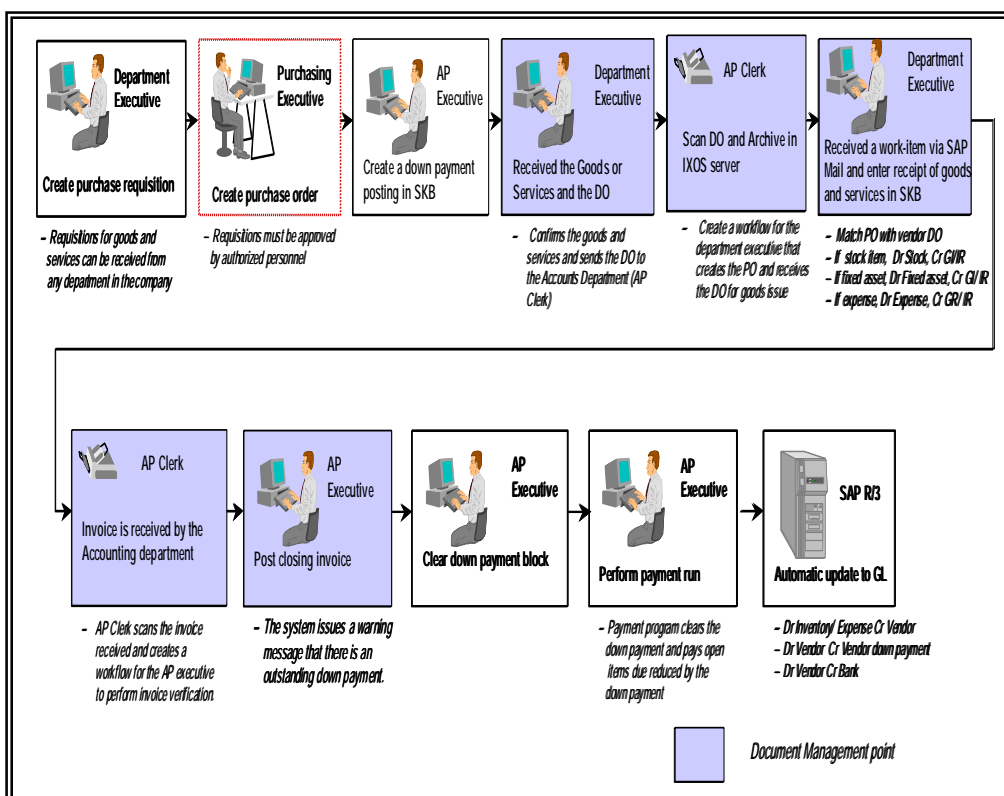 Department
Executive
Create purchase requisition
Purchasing
Executive
Create purchase order
AP
Executive
Create a down payment
posting in SKB
Department
Executive
Received the Goods or
Services and the DO
AP Clerk
Scan DO and Archive in
IXOS server
Department
Executive
Received a work-item via SAP
Mail and enter receipt of goods
and services in SKB
– Requisitions for goods and
services can be received from
any department in the company
– Requisitions must be approved
by authorized personnel
– Confirms the goods and
services and sends the DO to
the Accounts Department (AP
Clerk)
– Create a workflow for the
department executive that
creates the PO and receives
the DO for goods issue
– Match PO with vendor DO
– If stock item, Dr Stock, Cr GI/IR
– If fixed asset, Dr Fixed asset, Cr GI/ IR
– If expense, Dr Expense, Cr GR/ IR
AP Clerk
Invoice is received by the
Accounting department
AP
Executive
Post closing invoice
AP
Executive
Clear down payment block
AP
Executive
Perform payment run
SAP R/3
Automatic update to GL
– AP Clerk scans the invoice
received and creates a
workflow for the AP executive
to perform invoice verification.
– The system issues a warning
message that there is an
outstanding down payment.
– Payment program clears the
down payment and pays open
items due reduced by the
down payment
– Dr Inventory/ Expense Cr Vendor
– Dr Vendor Cr Vendor down payment
– Dr Vendor Cr Bank
Document Management point